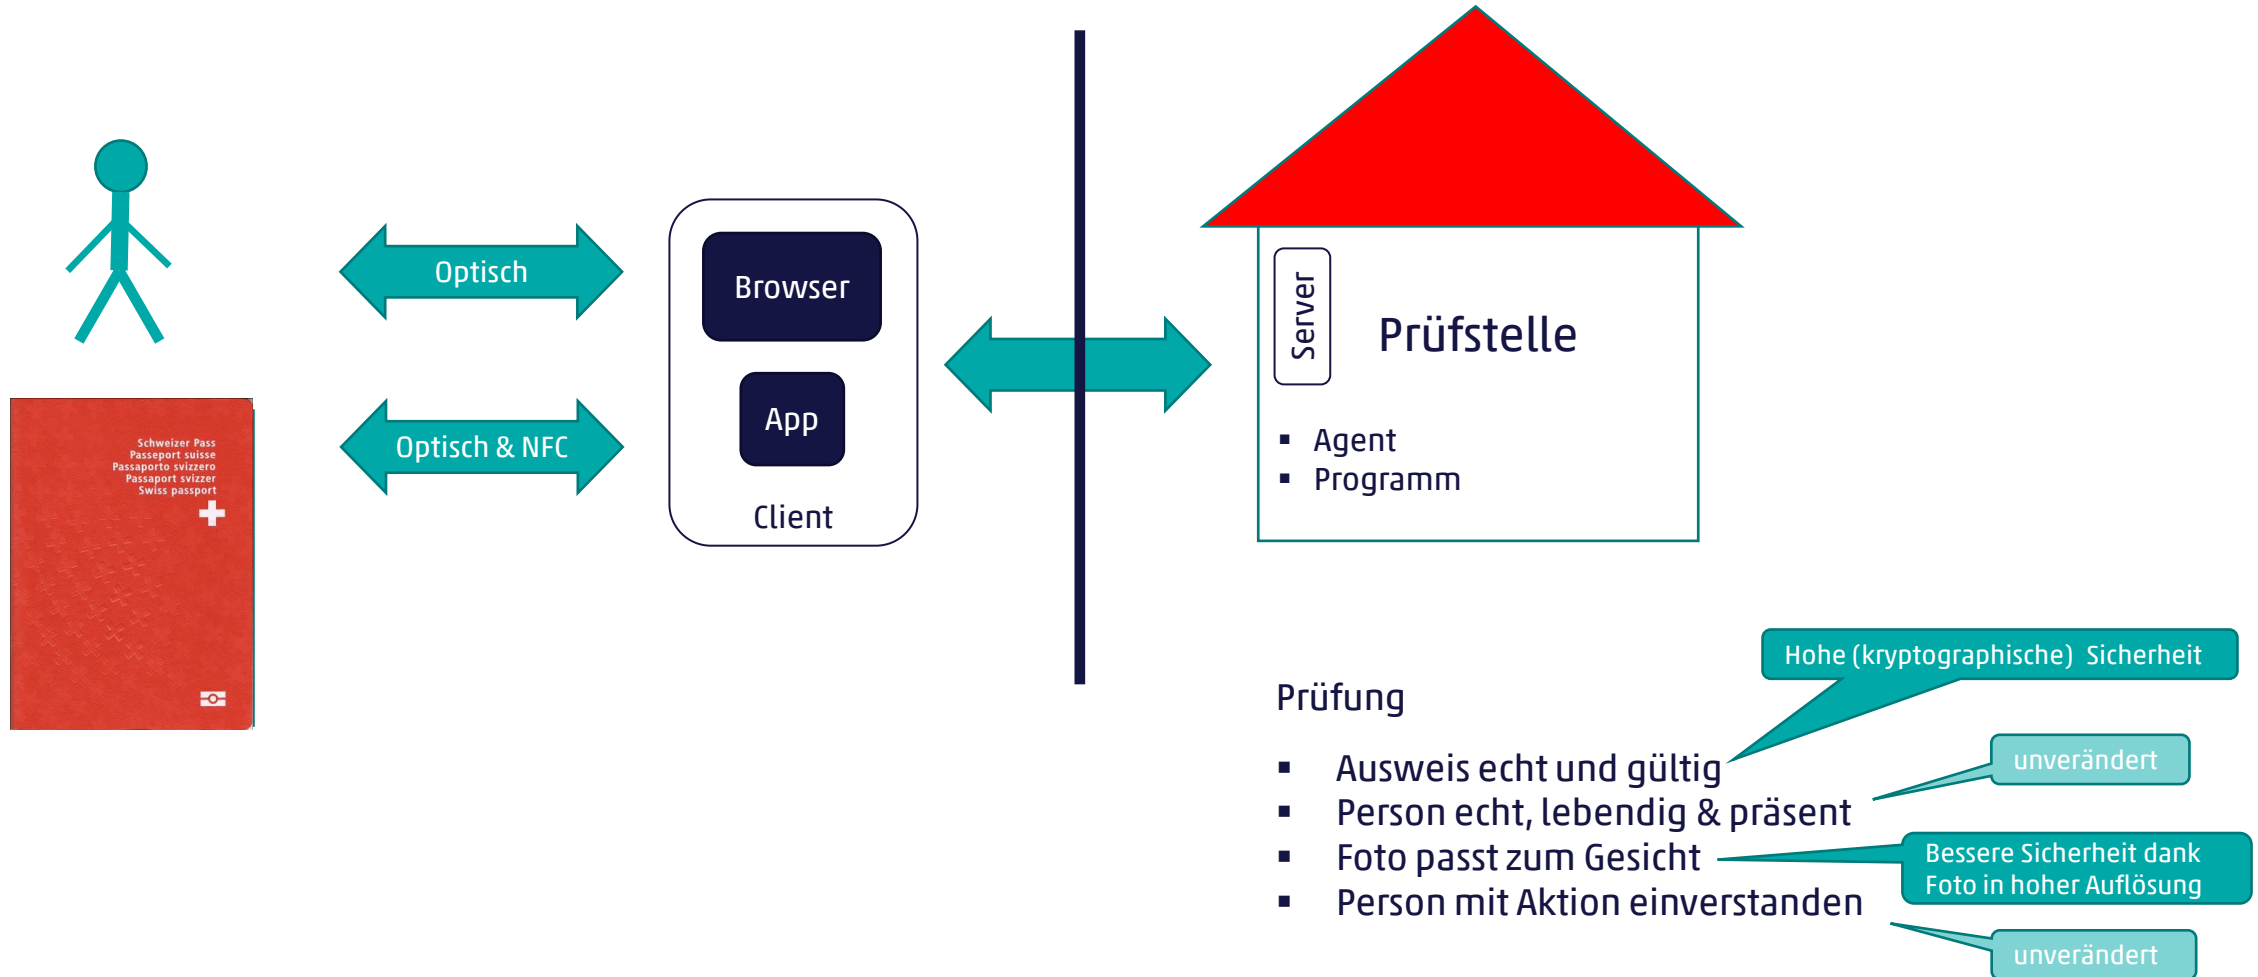 Optisch
Optisch & NFC
Schweizer Pass
Passeport suisse
Passaporto svizzero
Passaport svizzer
Swiss passport
Browser
App
Client
Server
Prüfstelle
▪ Agent
▪ Programm
Prüfung
▪ Ausweis echt und gültig
▪ Person echt, lebendig & präsent
▪ Foto passt zum Gesicht
▪ Person mit Aktion einverstanden
Hohe (kryptographische) Sicherheit
unverändert
Bessere Sicherheit dank
Foto in hoher Auflösung
unverändert